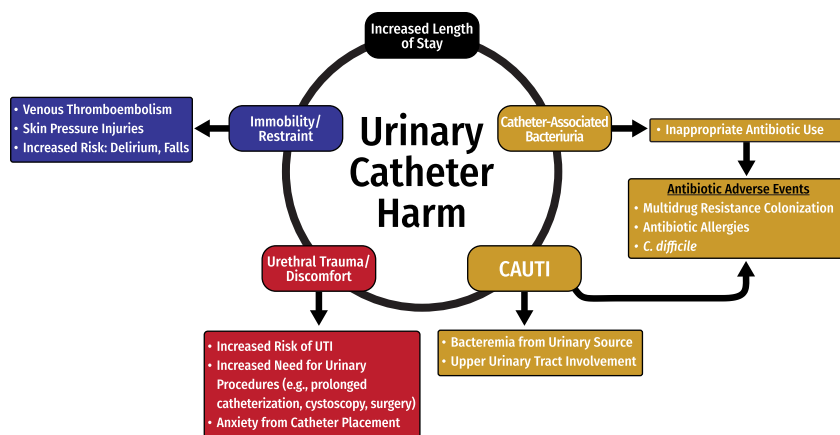 Increased Length
of Stay
• Venous Thromboembolism
• Skin Pressure Injuries
• Increased Risk: Delirium, Falls
Immobility/
Restraint
Urinary
Catheter
Harm
Catheter-Associated
Bacteriuria
• Inappropriate Antibiotic Use
Antibiotic Adverse Events
• Multidrug Resistance Colonization
• Antibiotic Allergies
• C. difficile
Urethral Trauma/
Discomfort
CAUTI
• Increased Risk of UTI
• Increased Need for Urinary
Procedures (e.g., prolonged
catheterization, cystoscopy, surgery)
• Anxiety from Catheter Placement
• Bacteremia from Urinary Source
• Upper Urinary Tract Involvement